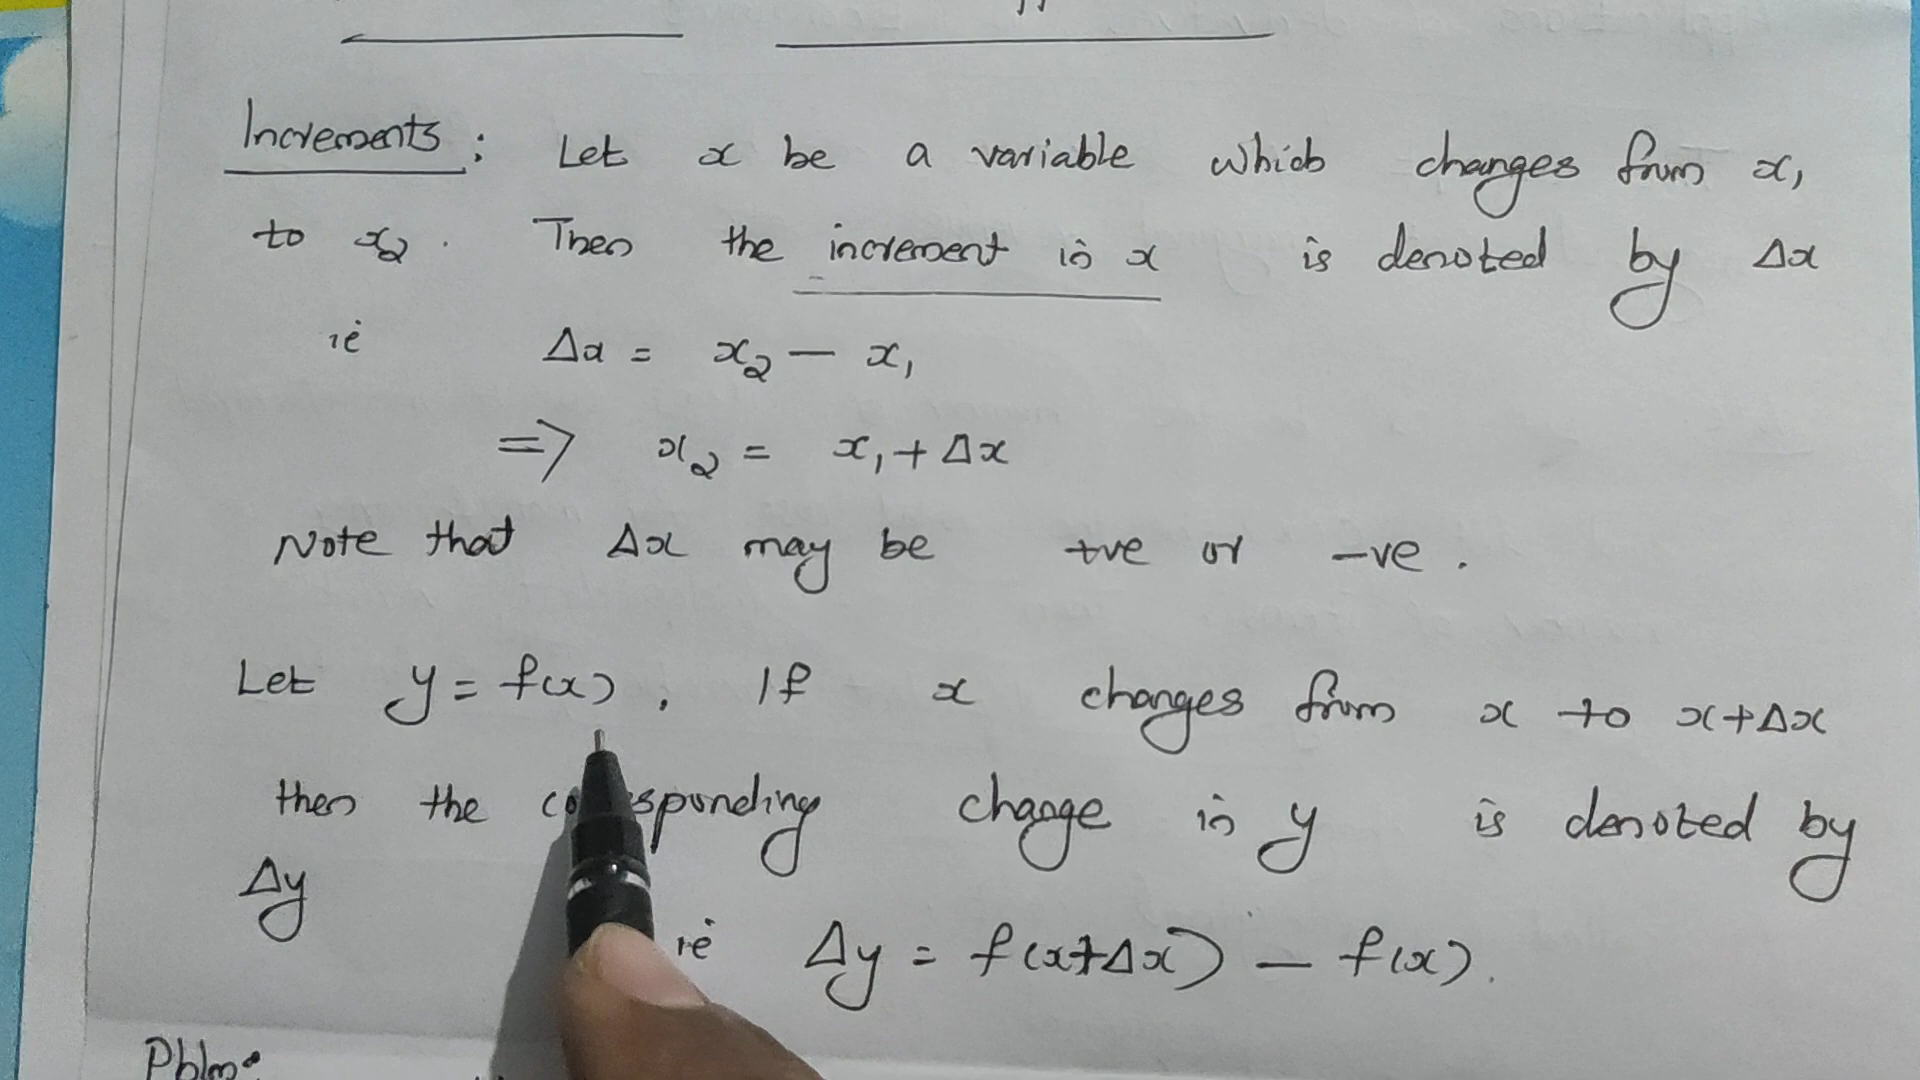 Increments : Let x be a variable which changes from x₁
to x₂. Then the increment in x is denoted by Δx
ie Δx = x₂ − x₁
=> x₂ = x₁ + Δx
Note that Δx may be +ve or −ve.
Let y = f(x). If x changes from x to x+Δx
then the corresponding change in y is denoted by
Δy
ie Δy = f(x+Δx) − f(x).
Pblm: